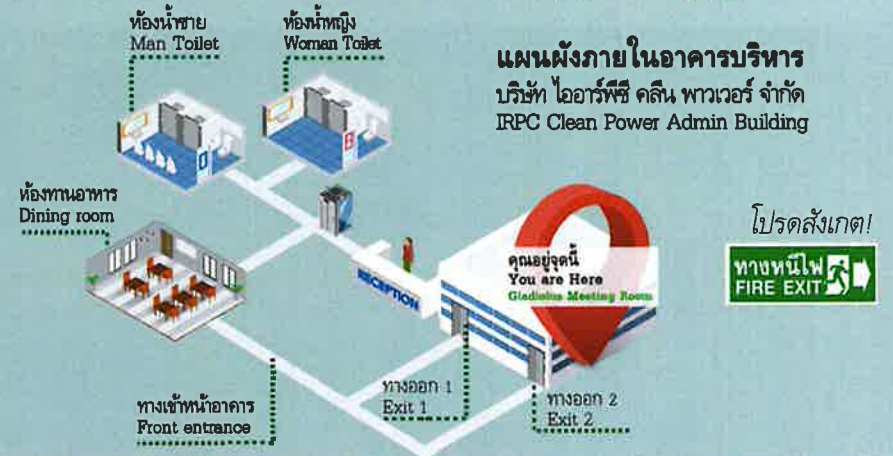 ห้องน้ำชาย
Man Toilet
ห้องน้ำหญิง
Woman Toilet
แผนผังภายในอาคารบริหาร
บริษัท ไออาร์พีซี คลีน พาวเวอร์ จำกัด
IRPC Clean Power Admin Building
ห้องทานอาหาร
Dining room
RECEPTION
คุณอยู่จุดนี้
You are Here
Gladiolus Meeting Room
โปรดสังเกต!
ทางหนีไฟ
FIRE EXIT
ทางออก 1
Exit 1
ทางออก 2
Exit 2
ทางเข้าหน้าอาคาร
Front entrance